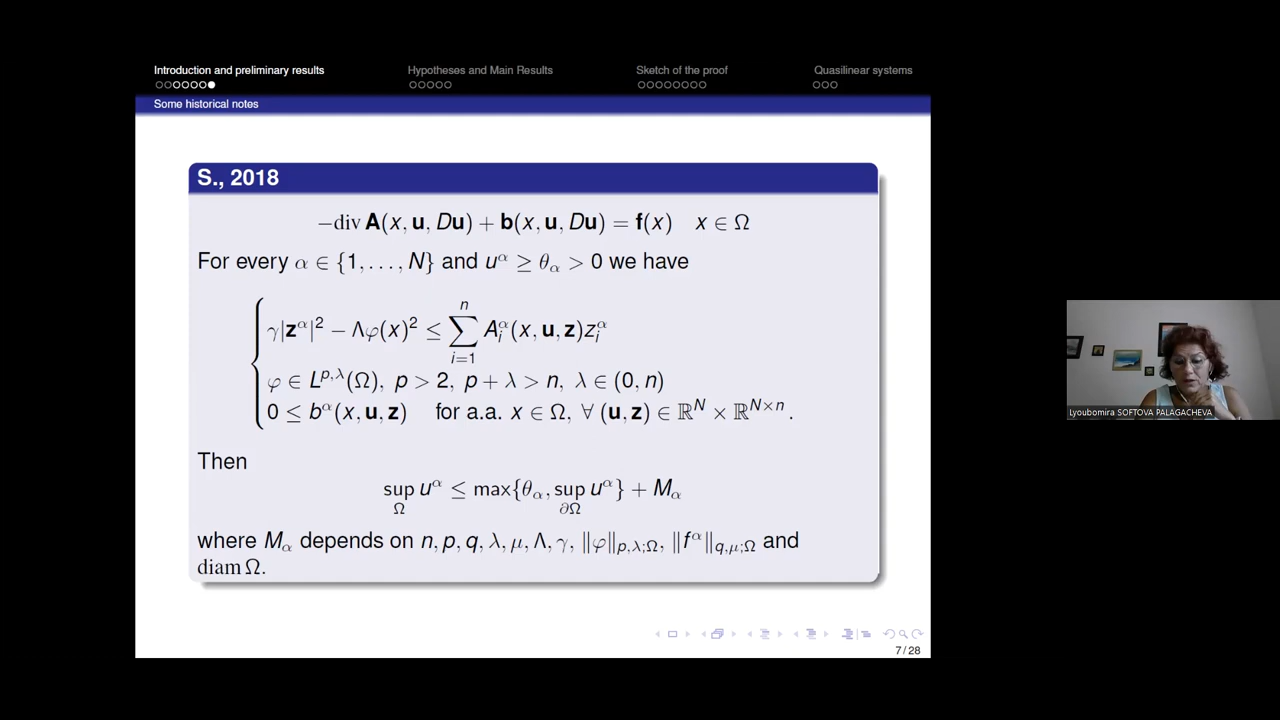 Introduction and preliminary results
Hypotheses and Main Results
Sketch of the proof
Quasilinear systems
Some historical notes
S., 2018
−div A(x, u, Du) + b(x, u, Du) = f(x) x ∈ Ω
For every α ∈ {1, . . . , N} and u^α ≥ θ_α > 0 we have
γ|z^α|² − Λφ(x)² ≤ ∑_{i=1}^{n} A_i^α(x, u, z)z_i^α
φ ∈ L^{p,λ}(Ω), p > 2, p + λ > n, λ ∈ (0, n)
0 ≤ b^α(x, u, z) for a.a. x ∈ Ω, ∀ (u, z) ∈ ℝ^N × ℝ^{N×n}.
Then
sup_Ω u^α ≤ max{θ_α, sup_{∂Ω} u^α} + M_α
where M_α depends on n, p, q, λ, μ, Λ, γ, ‖φ‖_{p,λ;Ω}, ‖f^α‖_{q,μ;Ω} and
diam Ω.
7 / 28
Lyoubomira SOFTOVA PALAGACHEVA